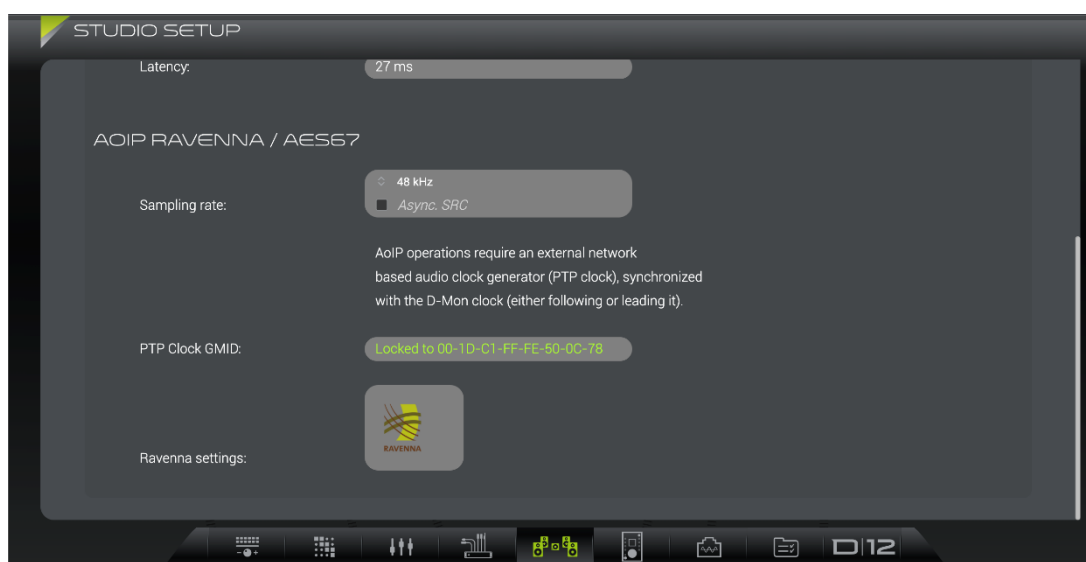 STUDIO SETUP
Latency:
27 ms
AOIP RAVENNA / AES67
Sampling rate:
48 kHz
Async. SRC
AoIP operations require an external network
based audio clock generator (PTP clock), synchronized
with the D-Mon clock (either following or leading it).
PTP Clock GMID:
Locked to 00-1D-C1-FF-FE-50-0C-78
Ravenna settings:
RAVENNA
D|12